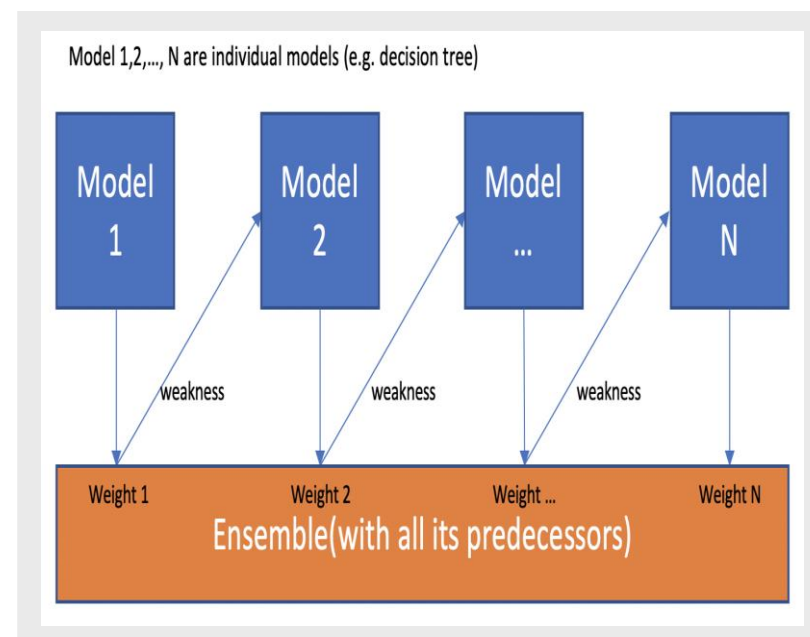 Model 1,2,..., N are individual models (e.g. decision tree)
Model
1
Model
2
Model
...
Model
N
weakness
weakness
weakness
Weight 1
Weight 2
Weight ...
Weight N
Ensemble(with all its predecessors)